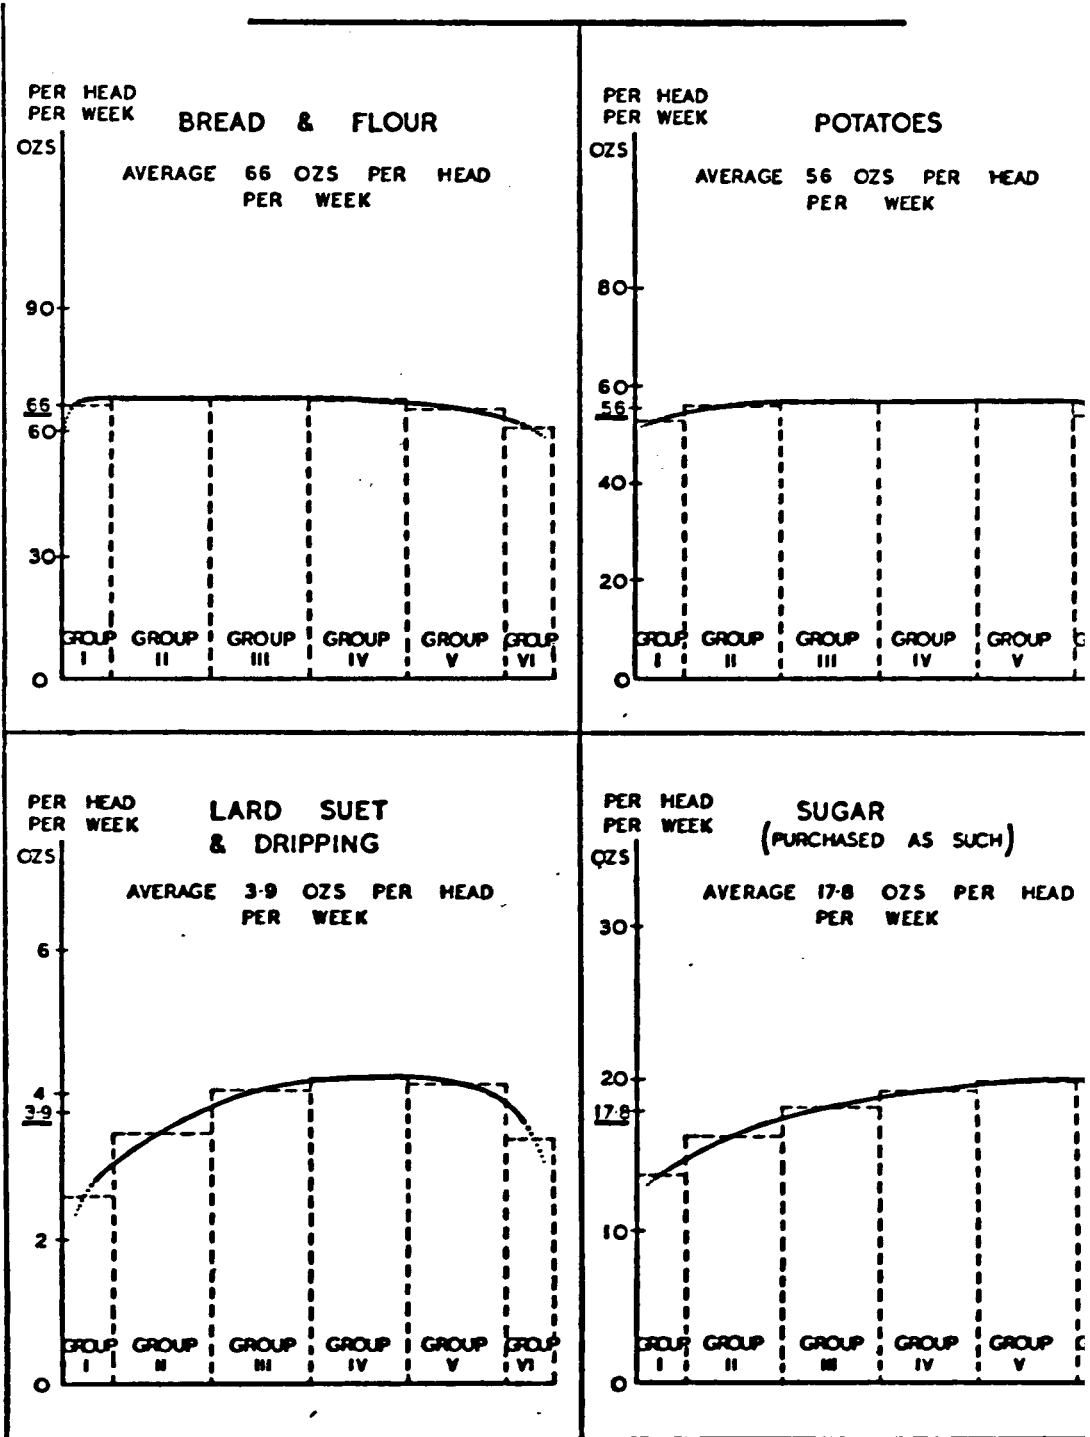 PER HEAD
PER WEEK
OZS
BREAD & FLOUR
AVERAGE 66 OZS PER HEAD
PER WEEK
90
66
60
30
0
GROUP I
GROUP II
GROUP III
GROUP IV
GROUP V
GROUP VI
PER HEAD
PER WEEK
OZS
POTATOES
AVERAGE 56 OZS PER HEAD
PER WEEK
80
60
56
40
20
0
GROUP I
GROUP II
GROUP III
GROUP IV
GROUP V
PER HEAD
PER WEEK
OZS
LARD SUET
& DRIPPING
AVERAGE 3·9 OZS PER HEAD
PER WEEK
6
4
3·9
2
0
GROUP I
GROUP II
GROUP III
GROUP IV
GROUP V
GROUP VI
PER HEAD
PER WEEK
OZS
SUGAR
(PURCHASED AS SUCH)
AVERAGE 17·8 OZS PER HEAD
PER WEEK
30
20
17·8
10
0
GROUP I
GROUP II
GROUP III
GROUP IV
GROUP V